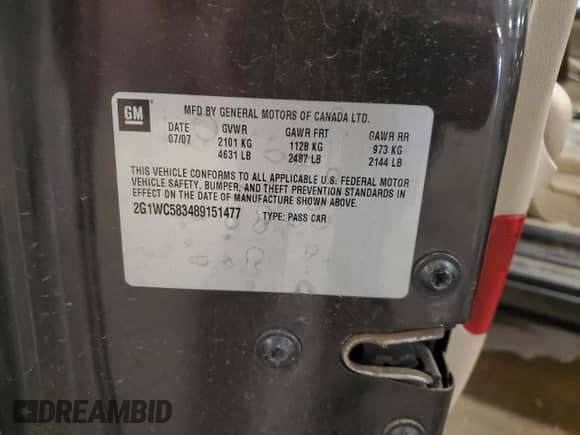 GM
MFD BY GENERAL MOTORS OF CANADA LTD.
DATE GVWR GAWR FRT GAWR RR
07/07 2101 KG 1128 KG 973 KG
4631 LB 2487 LB 2144 LB
THIS VEHICLE CONFORMS TO ALL APPLICABLE U.S. FEDERAL MOTOR
VEHICLE SAFETY, BUMPER, AND THEFT PREVENTION STANDARDS IN
EFFECT ON THE DATE OF MANUFACTURE SHOWN ABOVE.
2G1WC583489151477 TYPE: PASS CAR
DREAMBID